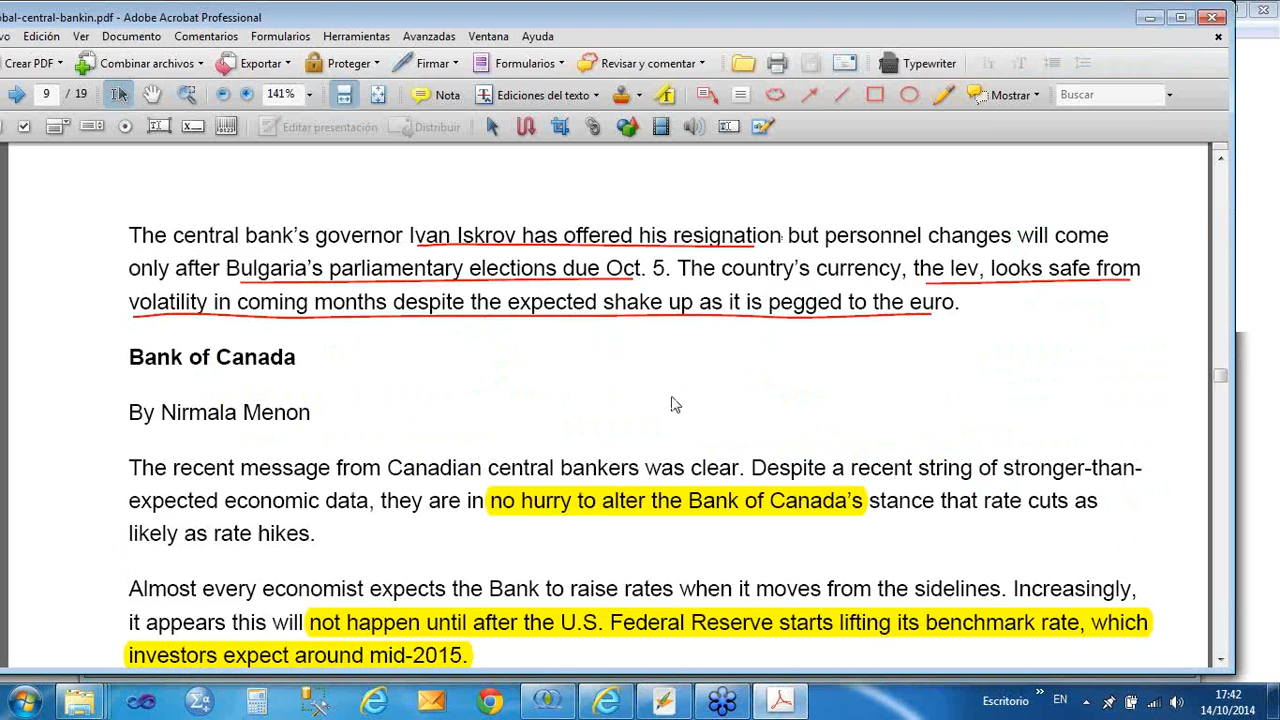 bal-central-bankin.pdf - Adobe Acrobat Professional
vo Edición Ver Documento Comentarios Formularios Herramientas Avanzadas Ventana Ayuda
Crear PDF Combinar archivos Exportar Proteger Firmar Formularios Revisar y comentar Typewriter
9 / 19 141% Nota Ediciones del texto Mostrar Buscar
Editar presentación Distribuir
The central bank's governor Ivan Iskrov has offered his resignation but personnel changes will come
only after Bulgaria's parliamentary elections due Oct. 5. The country's currency, the lev, looks safe from
volatility in coming months despite the expected shake up as it is pegged to the euro.
Bank of Canada
By Nirmala Menon
The recent message from Canadian central bankers was clear. Despite a recent string of stronger-than-
expected economic data, they are in no hurry to alter the Bank of Canada's stance that rate cuts as
likely as rate hikes.
Almost every economist expects the Bank to raise rates when it moves from the sidelines. Increasingly,
it appears this will not happen until after the U.S. Federal Reserve starts lifting its benchmark rate, which
investors expect around mid-2015.
Escritorio » EN 17:42
14/10/2014